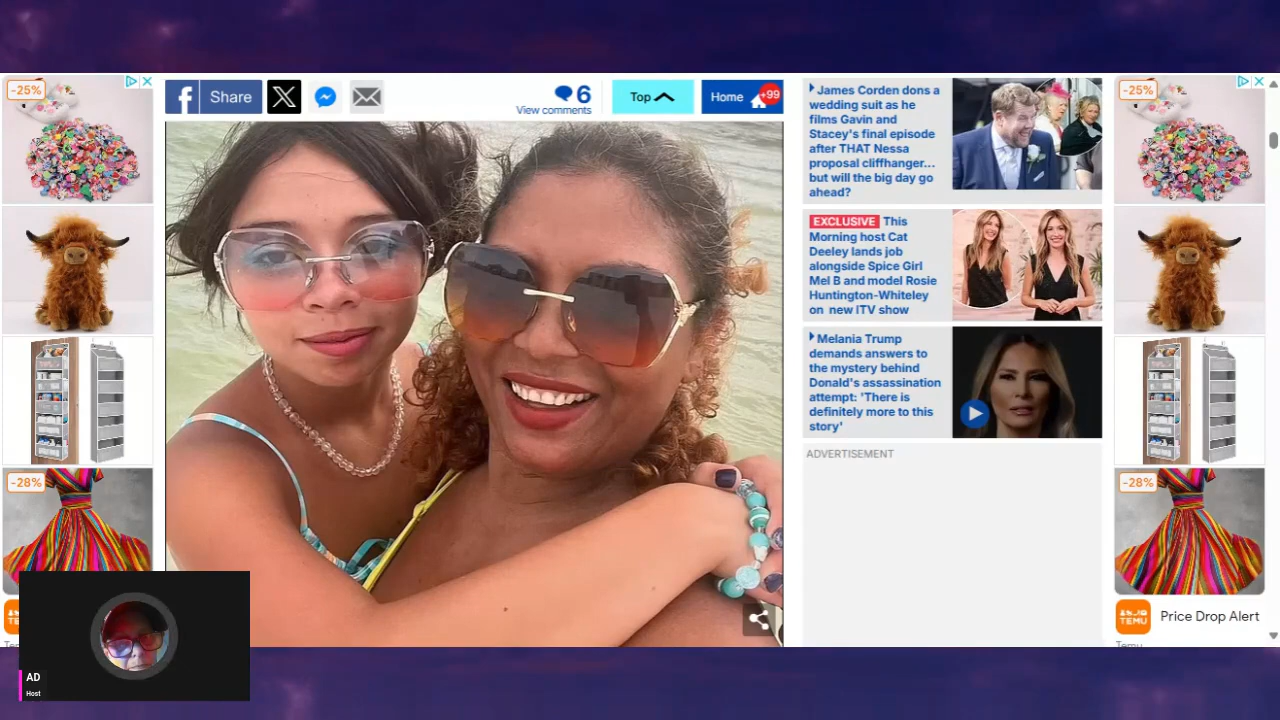 -25%
-28%
Share
6
View comments
Top
Home
+99
James Corden dons a
wedding suit as he
films Gavin and
Stacey's final episode
after THAT Nessa
proposal cliffhanger...
but will the big day go
ahead?
EXCLUSIVE This
Morning host Cat
Deeley lands job
alongside Spice Girl
Mel B and model Rosie
Huntington-Whiteley
on new ITV show
Melania Trump
demands answers to
the mystery behind
Donald's assassination
attempt: 'There is
definitely more to this
story'
ADVERTISEMENT
-25%
-28%
TEMU
Price Drop Alert
AD
Host